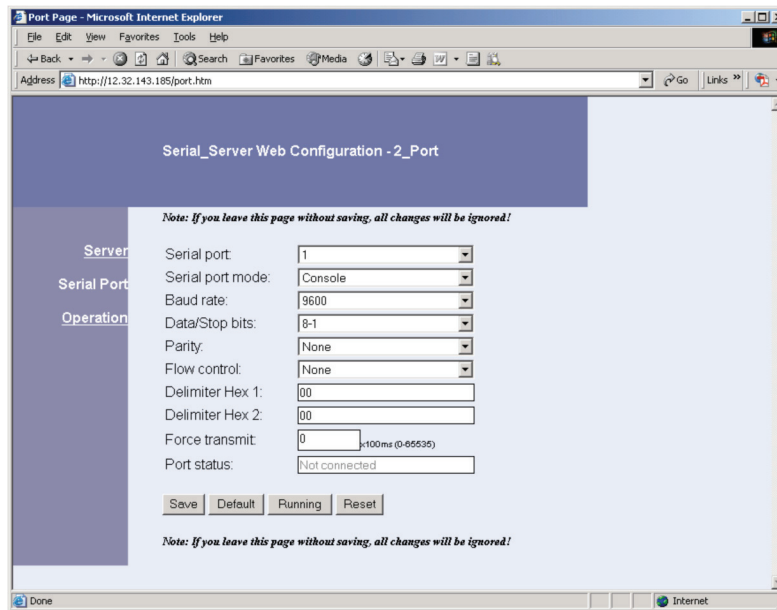 Port Page - Microsoft Internet Explorer
File Edit View Favorites Tools Help
Back Search Favorites Media
Address http://12.32.143.185/port.htm Go Links »
Serial_Server Web Configuration - 2_Port
Note: If you leave this page without saving, all changes will be ignored!
Server
Serial Port
Operation
Serial port: 1
Serial port mode: Console
Baud rate: 9600
Data/Stop bits: 8-1
Parity: None
Flow control: None
Delimiter Hex 1: 00
Delimiter Hex 2: 00
Force transmit: 0 x100ms (0-65535)
Port status: Not connected
Save Default Running Reset
Note: If you leave this page without saving, all changes will be ignored!
Done Internet